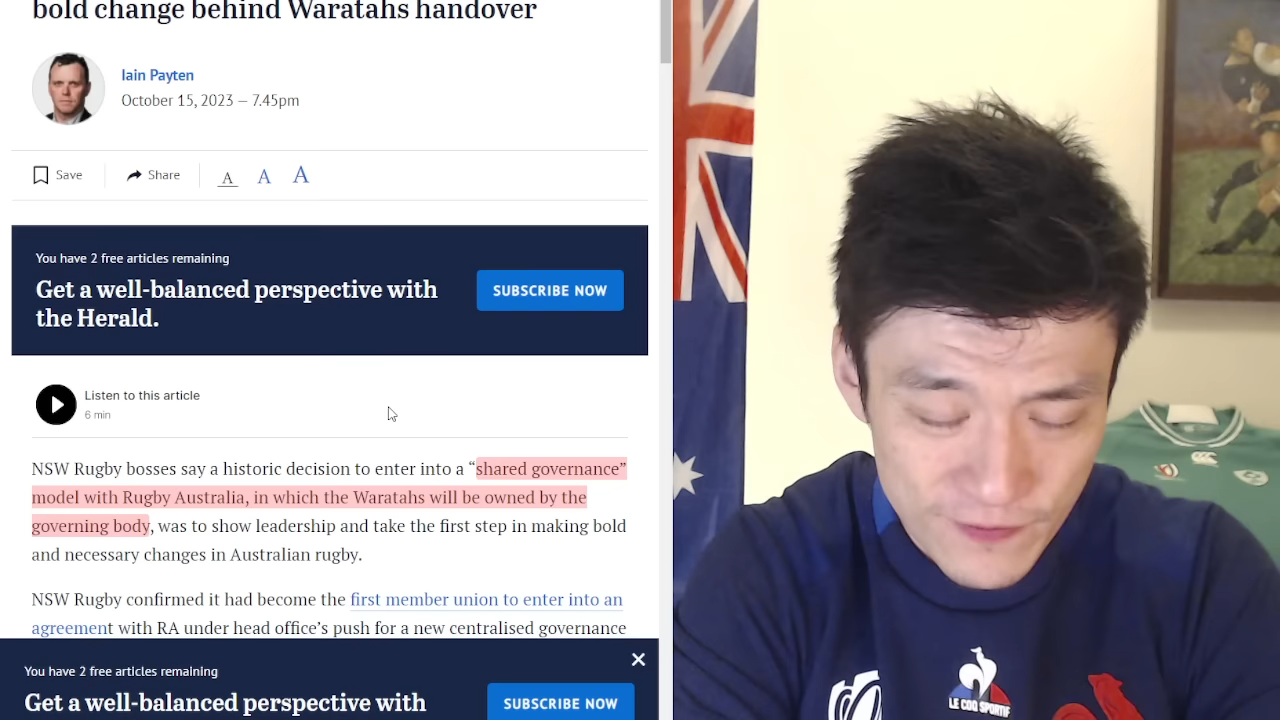 bold change behind Waratahs handover
Iain Payten
October 15, 2023 — 7.45pm
Save
Share
A A A
You have 2 free articles remaining
Get a well-balanced perspective with
the Herald.
SUBSCRIBE NOW
Listen to this article
6 min
NSW Rugby bosses say a historic decision to enter into a “shared governance”
model with Rugby Australia, in which the Waratahs will be owned by the
governing body, was to show leadership and take the first step in making bold
and necessary changes in Australian rugby.
NSW Rugby confirmed it had become the first member union to enter into an
agreement with RA under head office’s push for a new centralised governance
You have 2 free articles remaining
Get a well-balanced perspective with
SUBSCRIBE NOW
LE COQ SPORTIF